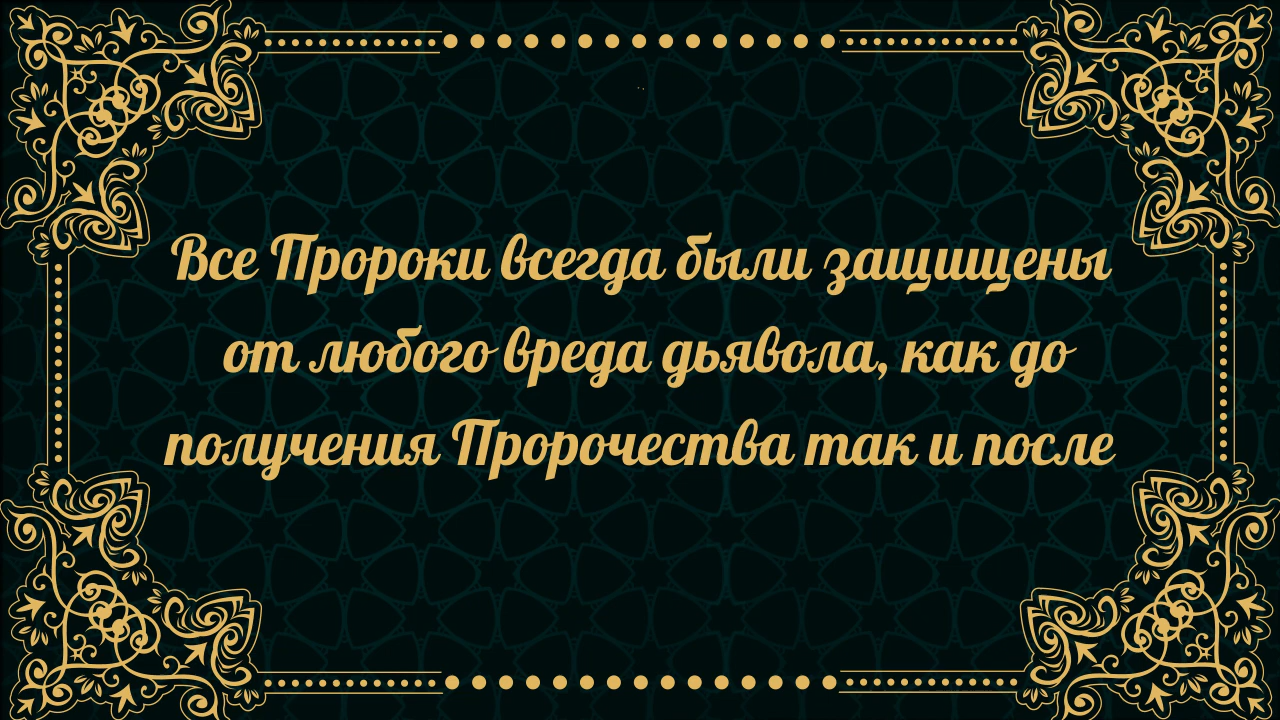 Все Пророки всегда были защищены
от любого вреда дьявола, как до
получения Пророчества так и после